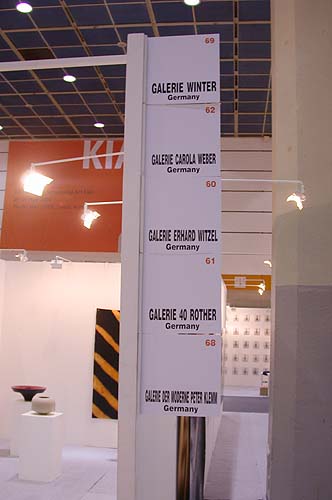 69
GALERIE WINTER
Germany
62
GALERIE CAROLA WEBER
Germany
60
GALERIE ERHARD WITZEL
Germany
61
GALERIE 40 ROTHER
Germany
68
GALERIE DER MODERNE PETER KLEMM
Germany
KIA